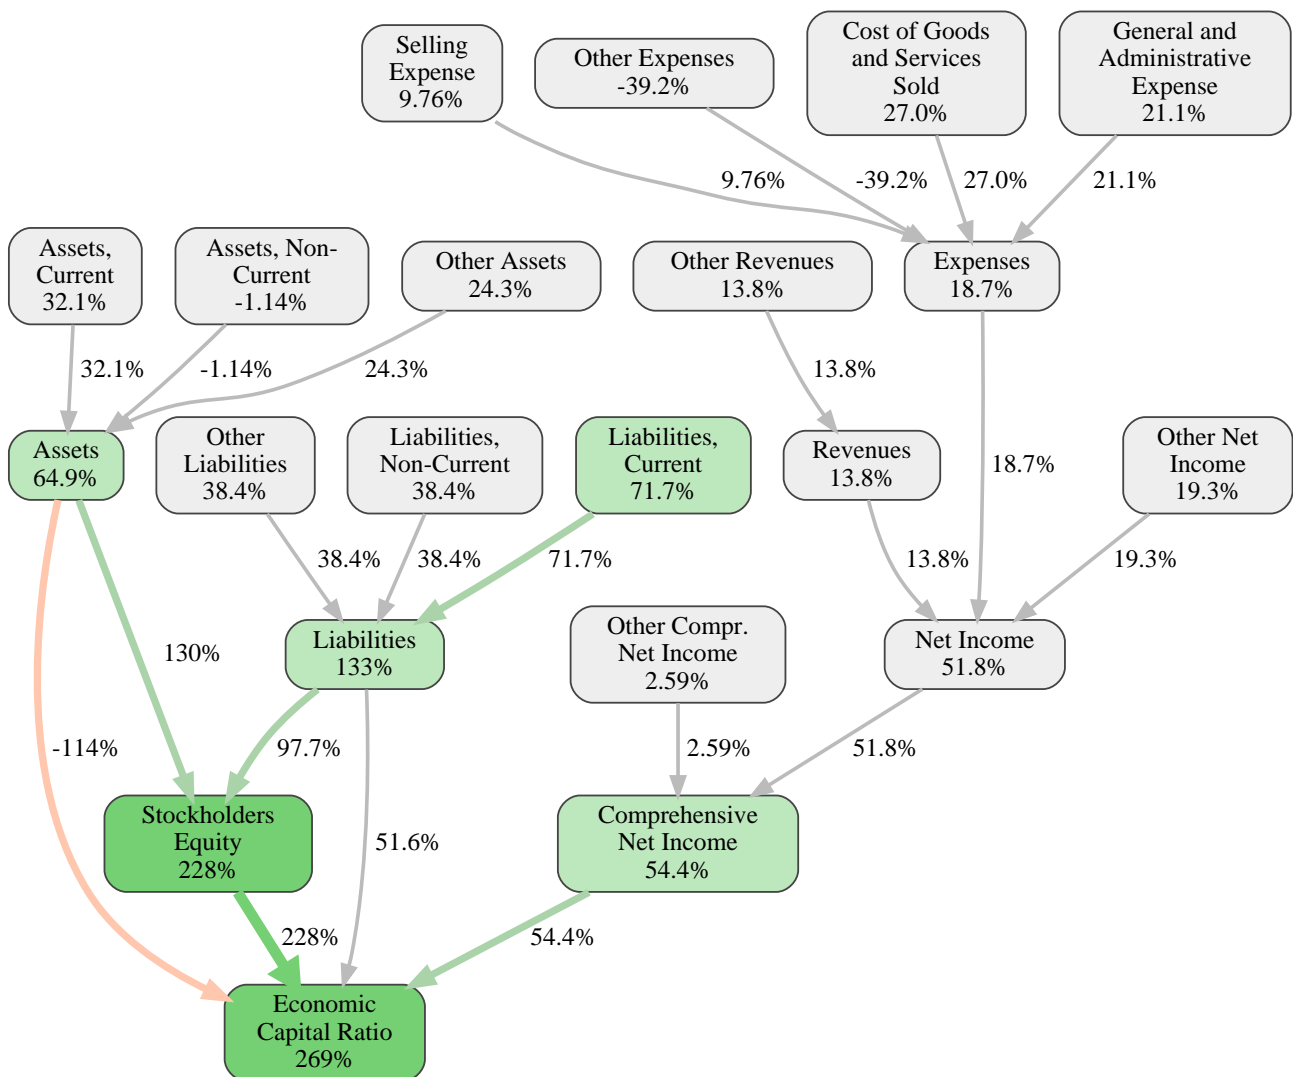 Selling
Expense
9.76%
Other Expenses
-39.2%
Cost of Goods
and Services
Sold
27.0%
General and
Administrative
Expense
21.1%
9.76%
-39.2%
27.0%
21.1%
Assets,
Current
32.1%
Assets, Non-
Current
-1.14%
Other Assets
24.3%
Other Revenues
13.8%
Expenses
18.7%
32.1%
-1.14%
24.3%
13.8%
Assets
64.9%
Other
Liabilities
38.4%
Liabilities,
Non-Current
38.4%
Liabilities,
Current
71.7%
Revenues
13.8%
18.7%
Other Net
Income
19.3%
38.4%
38.4%
71.7%
13.8%
19.3%
130%
Liabilities
133%
Other Compr.
Net Income
2.59%
Net Income
51.8%
-114%
97.7%
2.59%
51.8%
Stockholders
Equity
228%
51.6%
Comprehensive
Net Income
54.4%
228%
54.4%
Economic
Capital Ratio
269%